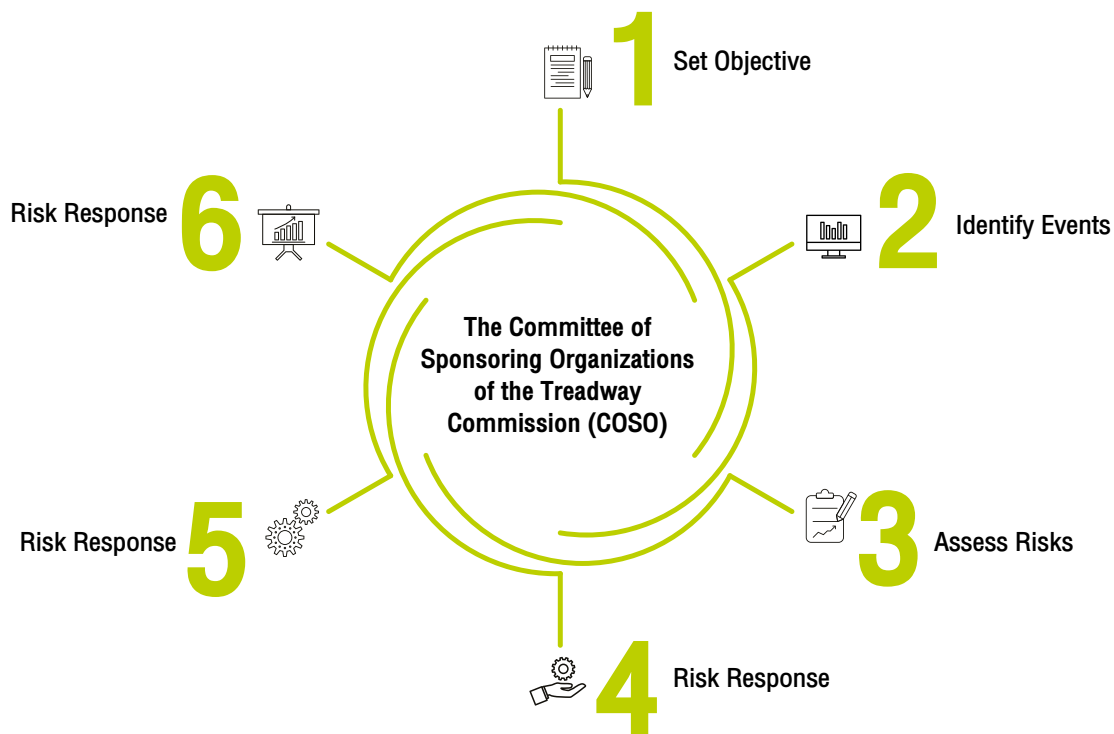 1
Set Objective
2
Identify Events
3
Assess Risks
4
Risk Response
5
Risk Response
6
Risk Response
The Committee of
Sponsoring Organizations
of the Treadway
Commission (COSO)